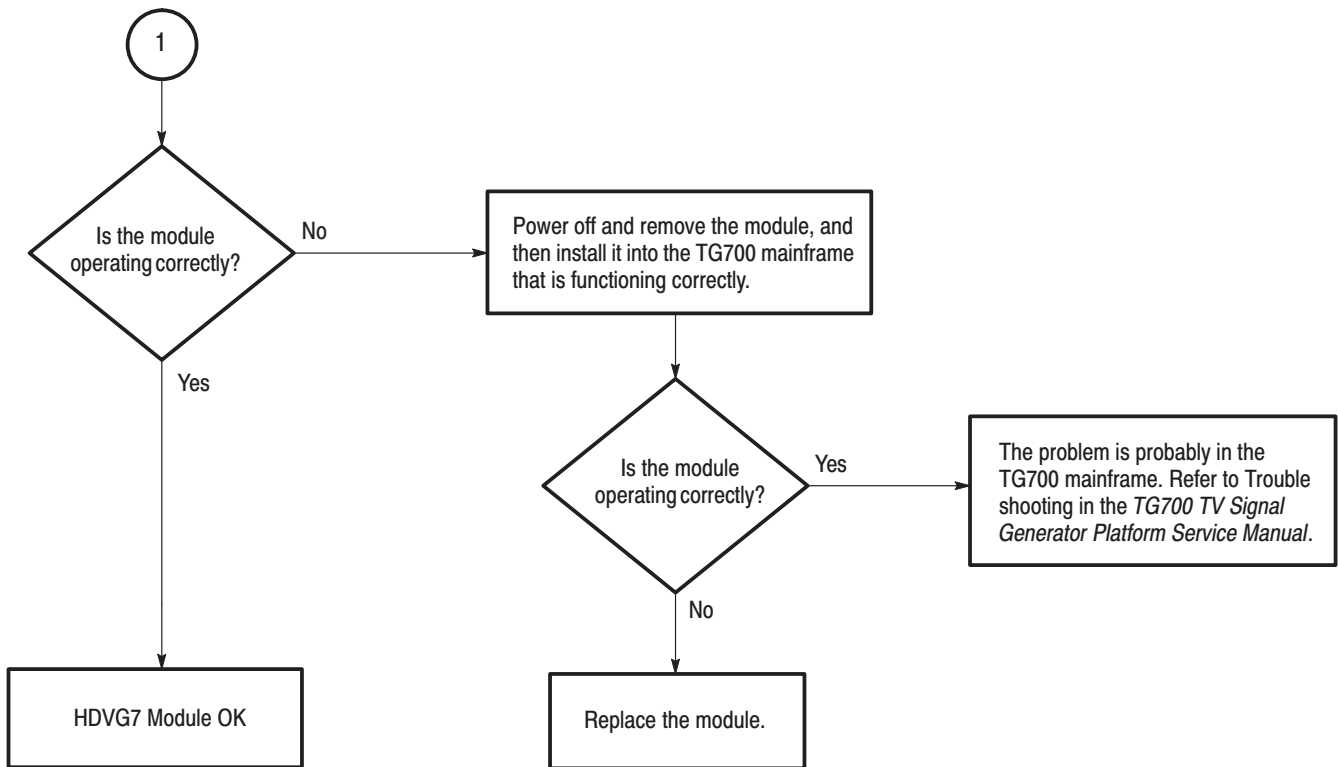 1
Is the module
operating correctly?
No
Yes
Power off and remove the module, and
then install it into the TG700 mainframe
that is functioning correctly.
Is the module
operating correctly?
Yes
No
The problem is probably in the
TG700 mainframe. Refer to Trouble
shooting in the TG700 TV Signal
Generator Platform Service Manual.
HDVG7 Module OK
Replace the module.